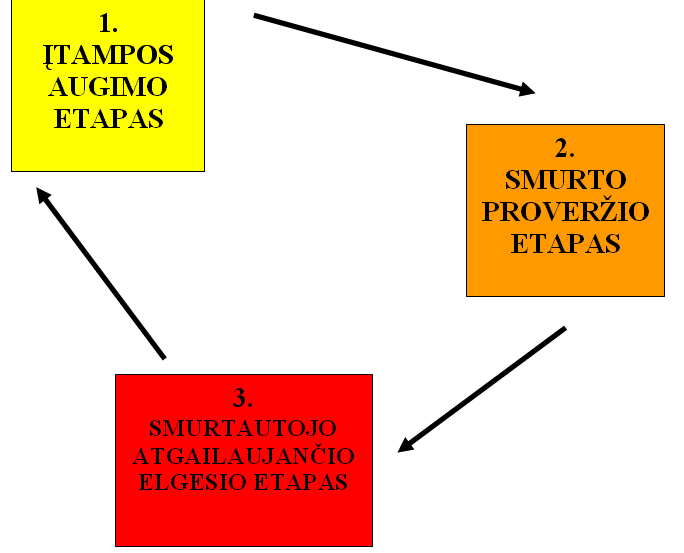 1.
ĮTAMPOS
AUGIMO
ETAPAS
2.
SMURTO
PROVERŽIO
ETAPAS
3.
SMURTAUTOJO
ATGAILAUJANČIO
ELGESIO ETAPAS